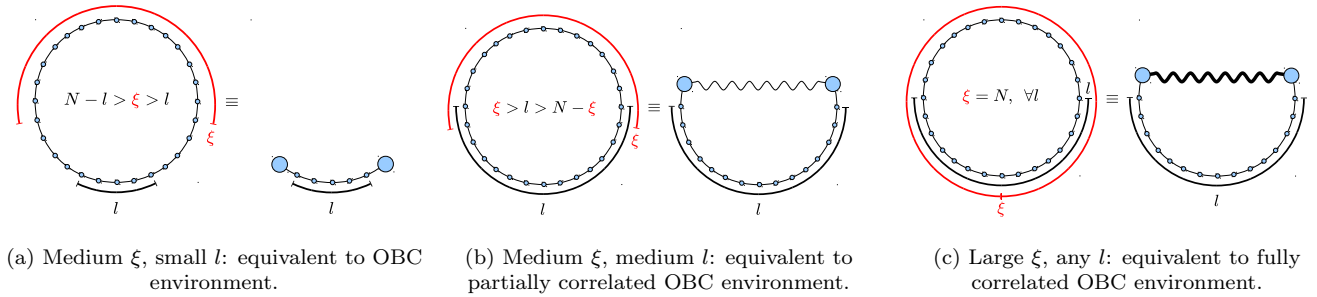 N − l > ξ > l
≡
ξ
l
l
(a) Medium ξ, small l: equivalent to OBC
environment.
ξ > l > N − ξ
≡
ξ
l
l
(b) Medium ξ, medium l: equivalent to
partially correlated OBC environment.
l
ξ = N, ∀l
≡
ξ
l
(c) Large ξ, any l: equivalent to fully
correlated OBC environment.